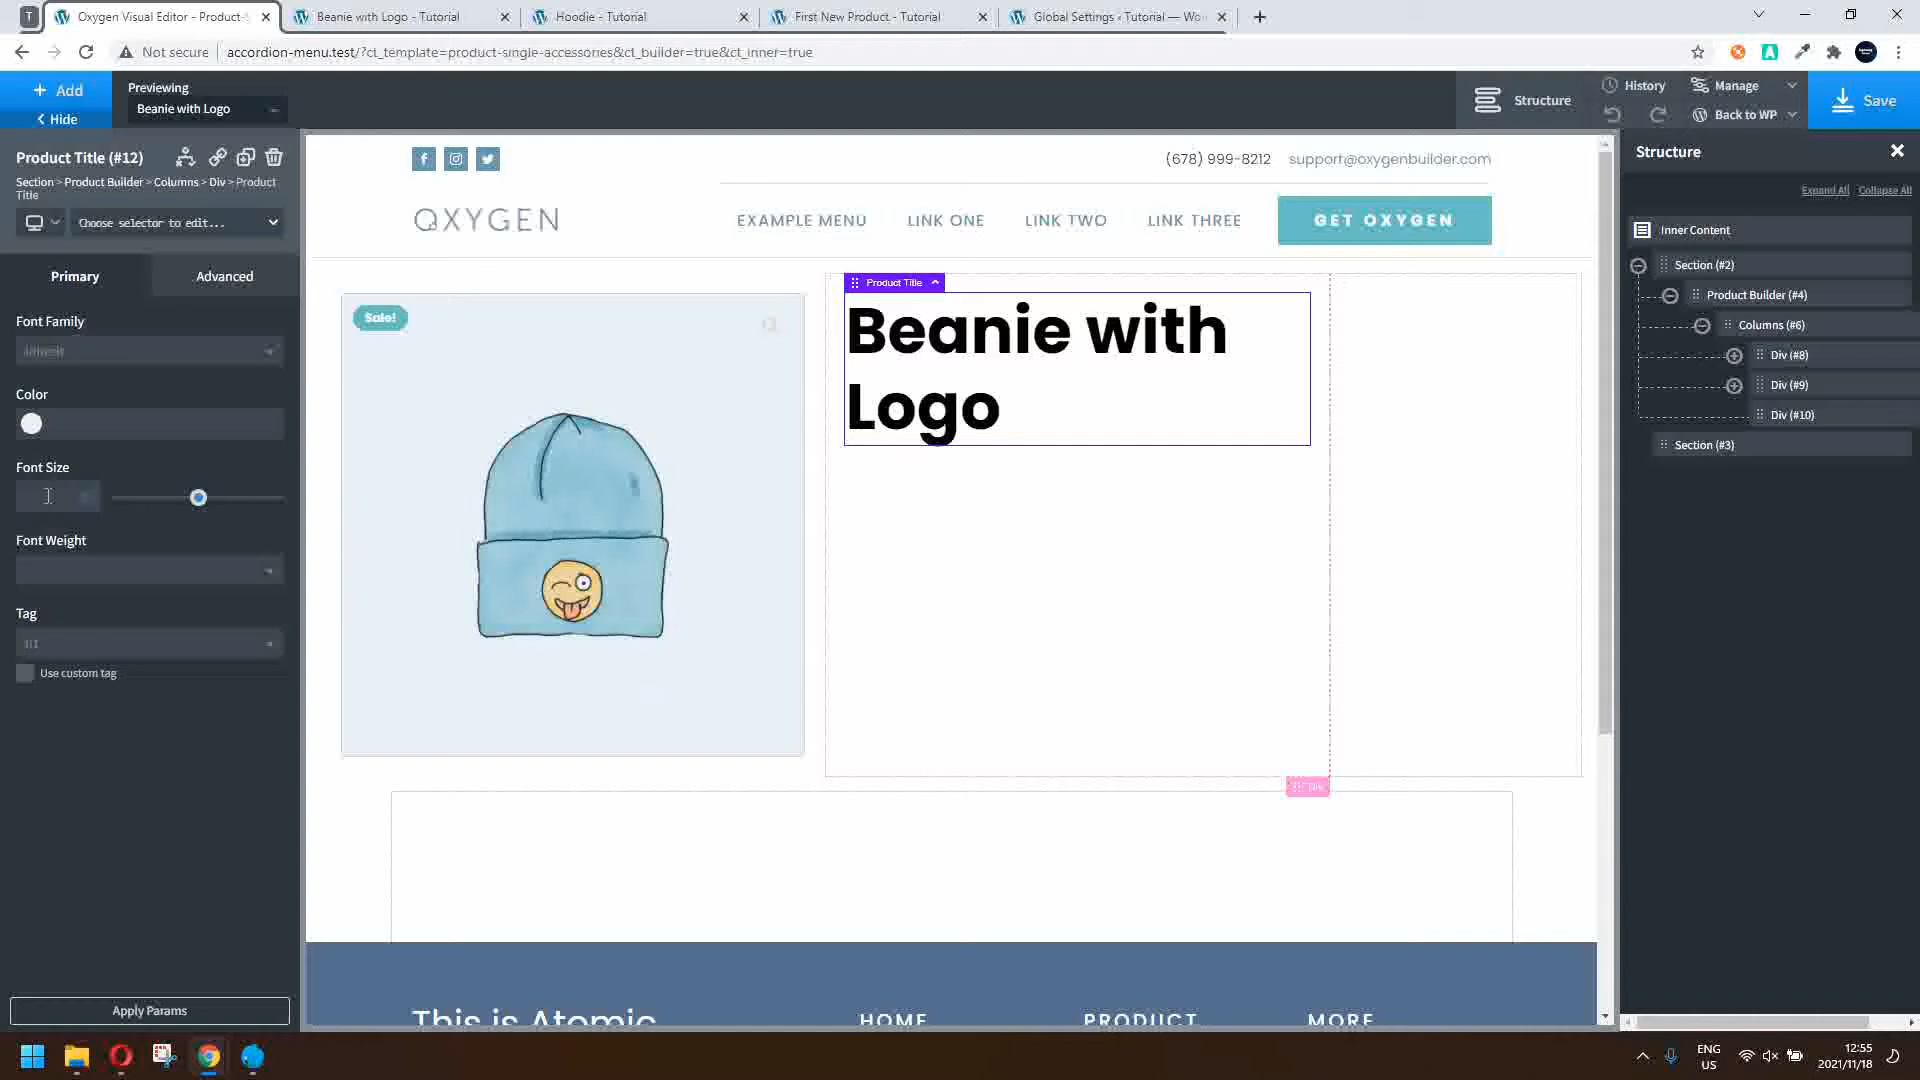 T
Oxygen Visual Editor - Product-S
Beanie with Logo - Tutorial
Hoodie - Tutorial
First New Product - Tutorial
Global Settings ‹ Tutorial — Wo
Not secure
accordion-menu.test/?ct_template=product-single-accessories&ct_builder=true&ct_inner=true
+ Add
Hide
Previewing
Beanie with Logo
Structure
History
Manage
Back to WP
Save
Product Title (#12)
Section > Product Builder > Columns > Div > Product
Title
Choose selector to edit...
Primary
Advanced
Font Family
Inherit
Color
Font Size
Font Weight
Tag
H1
Use custom tag
Apply Params
(678) 999-8212
support@oxygenbuilder.com
OXYGEN
EXAMPLE MENU
LINK ONE
LINK TWO
LINK THREE
GET OXYGEN
Sale!
Product Title
Beanie with
Logo
Div
This is Atomic
HOME
PRODUCT
MORE
Structure
Expand All
Collapse All
Inner Content
Section (#2)
Product Builder (#4)
Columns (#6)
Div (#8)
Div (#9)
Div (#10)
Section (#3)
ENG
US
12:55
2021/11/18